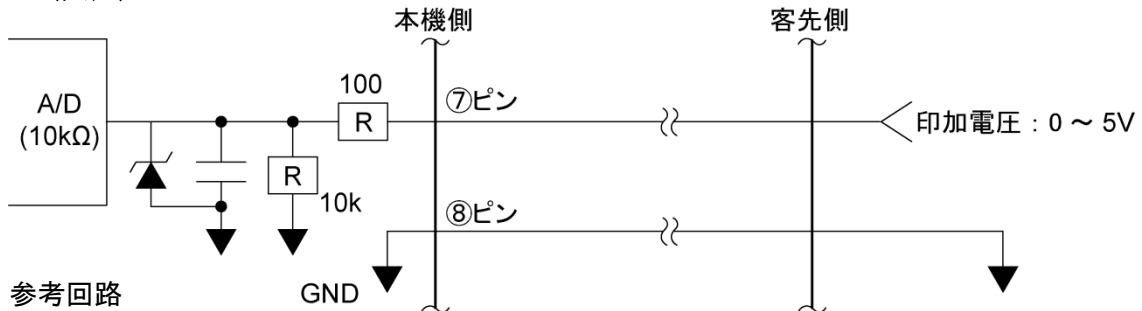 本機側
客先側
A/D
(10kΩ)
100
R
⑦ピン
印加電圧：0 ～ 5V
R
10k
⑧ピン
GND
参考回路